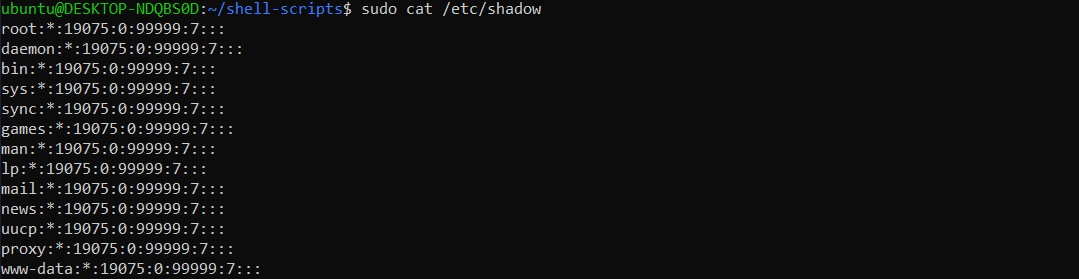 ubuntu@DESKTOP-NDQBS0D:~/shell-scripts$ sudo cat /etc/shadow
root:*:19075:0:99999:7:::
daemon:*:19075:0:99999:7:::
bin:*:19075:0:99999:7:::
sys:*:19075:0:99999:7:::
sync:*:19075:0:99999:7:::
games:*:19075:0:99999:7:::
man:*:19075:0:99999:7:::
lp:*:19075:0:99999:7:::
mail:*:19075:0:99999:7:::
news:*:19075:0:99999:7:::
uucp:*:19075:0:99999:7:::
proxy:*:19075:0:99999:7:::
www-data:*:19075:0:99999:7:::